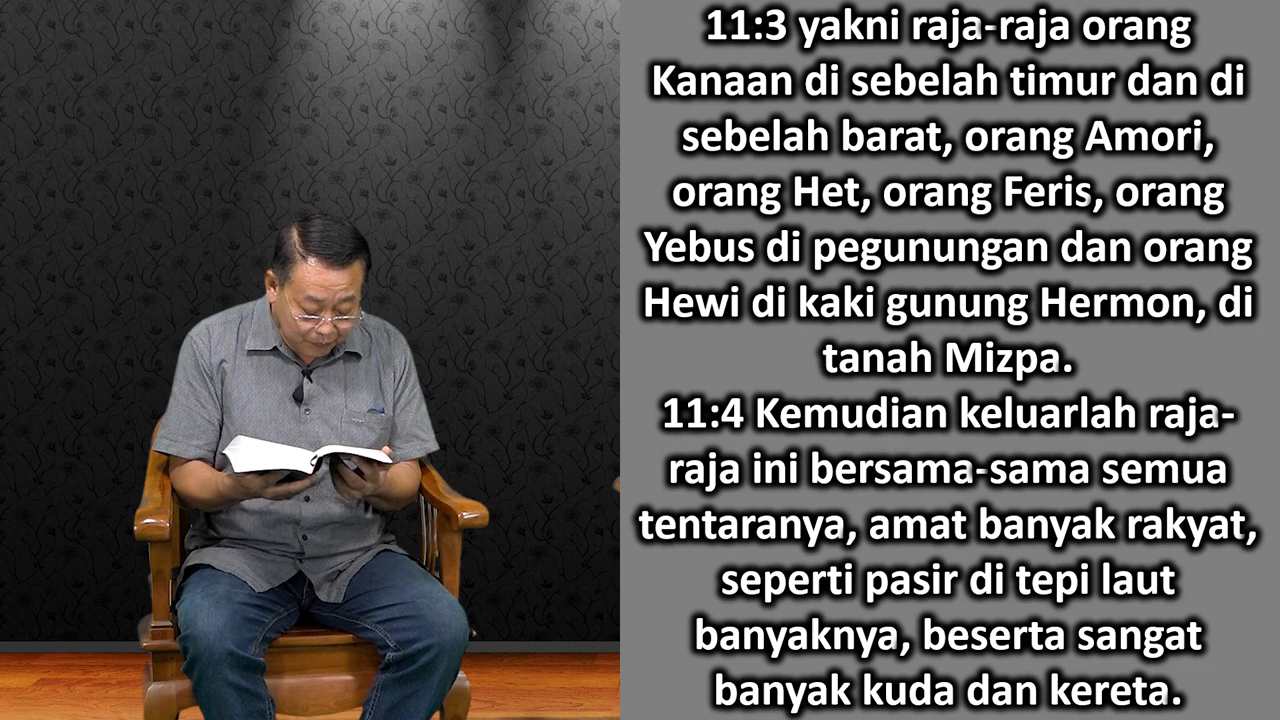 11:3 yakni raja-raja orang
Kanaan di sebelah timur dan di
sebelah barat, orang Amori,
orang Het, orang Feris, orang
Yebus di pegunungan dan orang
Hewi di kaki gunung Hermon, di
tanah Mizpa.
11:4 Kemudian keluarlah raja-
raja ini bersama-sama semua
tentaranya, amat banyak rakyat,
seperti pasir di tepi laut
banyaknya, beserta sangat
banyak kuda dan kereta.